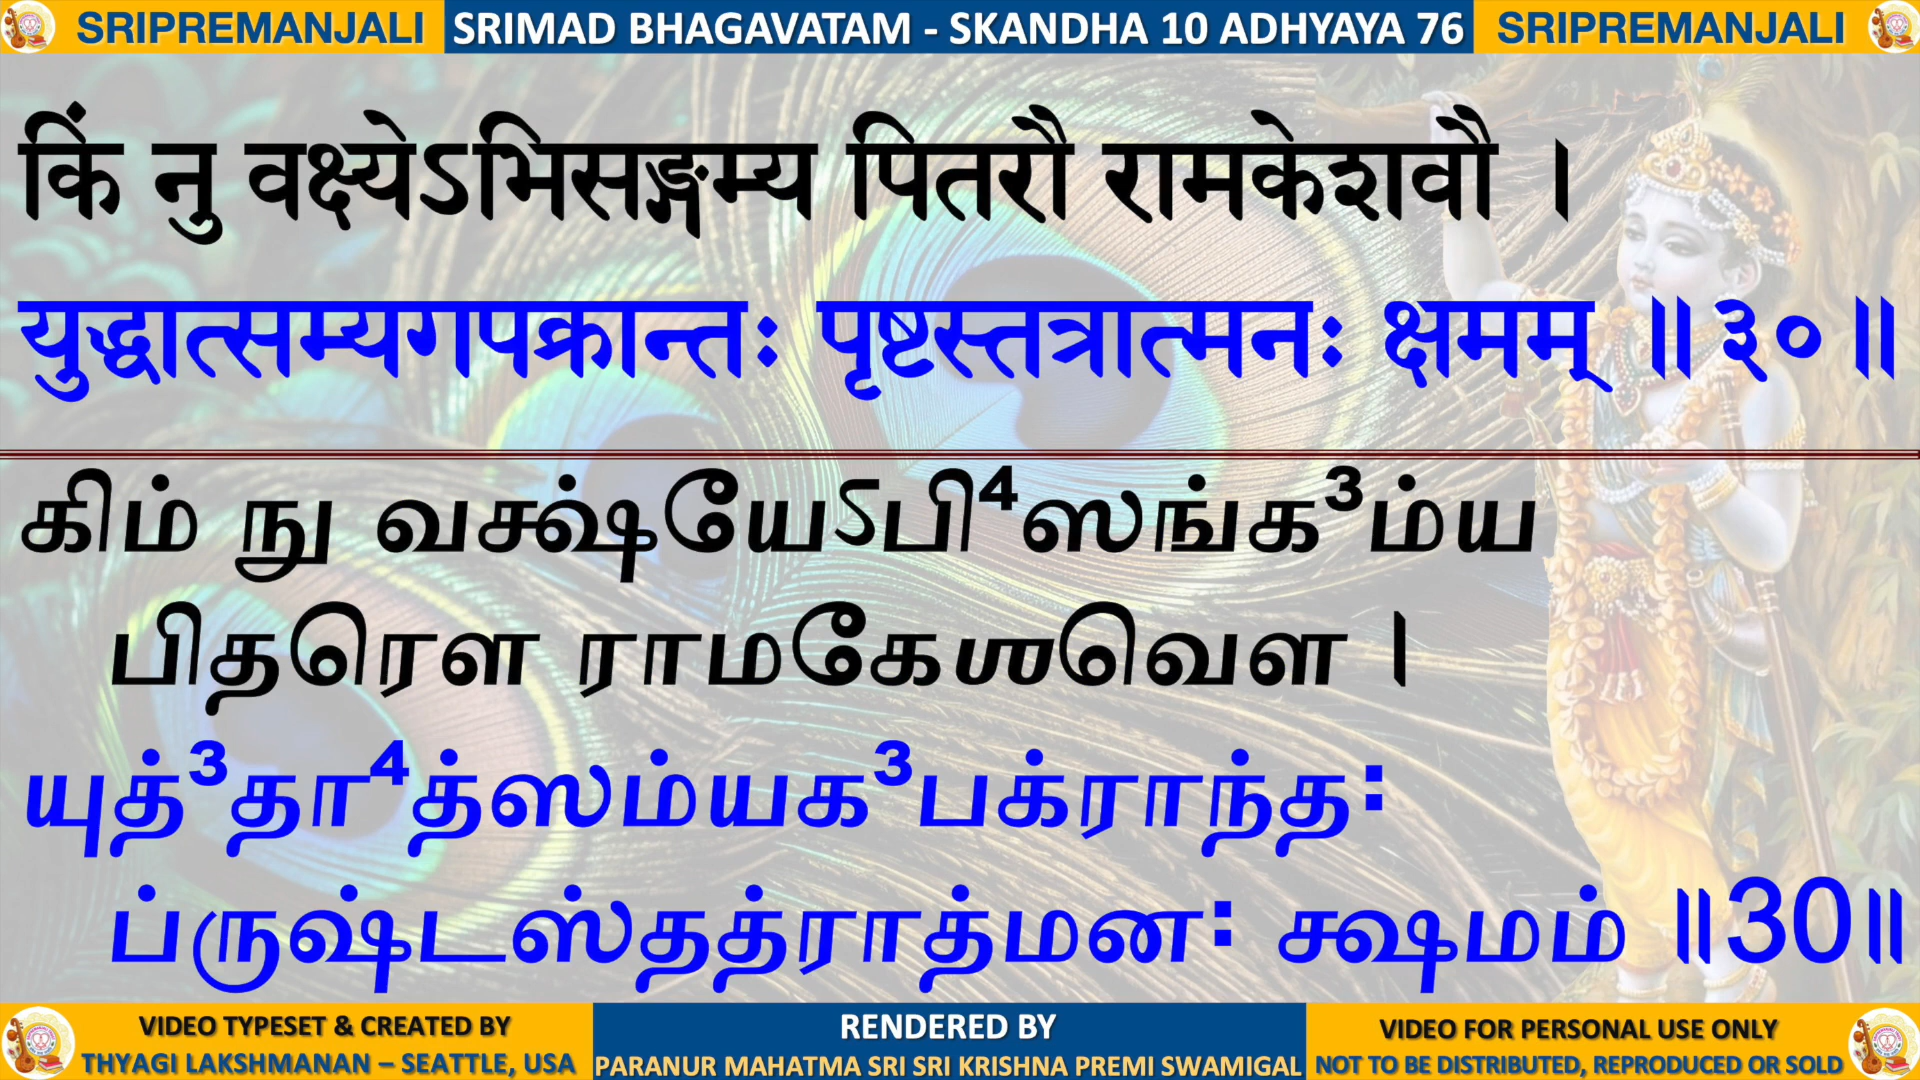 SRIPREMANJALI SRIMAD BHAGAVATAM - SKANDHA 10 ADHYAYA 76 SRIPREMANJALI
किं नु वक्ष्येऽभिसङ्गम्य पितरौ रामकेशवौ ।
युद्धात्सम्यगपक्रान्तः पृष्टस्तत्रात्मनः क्षमम् ॥३०॥
கிம் நு வக்ஷ்யேऽபி⁴ஸங்க³ம்ய
பிதரௌ ராமகேஶவௌ ।
யுத்³தா⁴த்ஸம்யக³பக்ராந்த꞉
ப்ருஷ்டஸ்தத்ராத்மன꞉ க்ஷமம் ॥30॥
VIDEO TYPESET & CREATED BY RENDERED BY VIDEO FOR PERSONAL USE ONLY
THYAGI LAKSHMANAN – SEATTLE, USA PARANUR MAHATMA SRI SRI KRISHNA PREMI SWAMIGAL NOT TO BE DISTRIBUTED, REPRODUCED OR SOLD